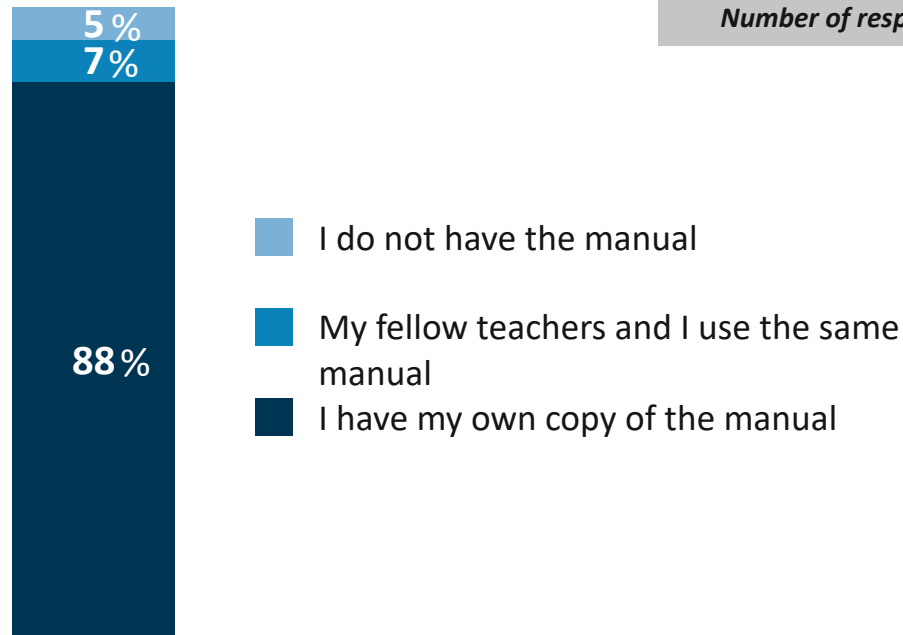 5 %
Number of resp
7%
I do not have the manual
My fellow teachers and I use the same
manual
88%
I have my own copy of the manual